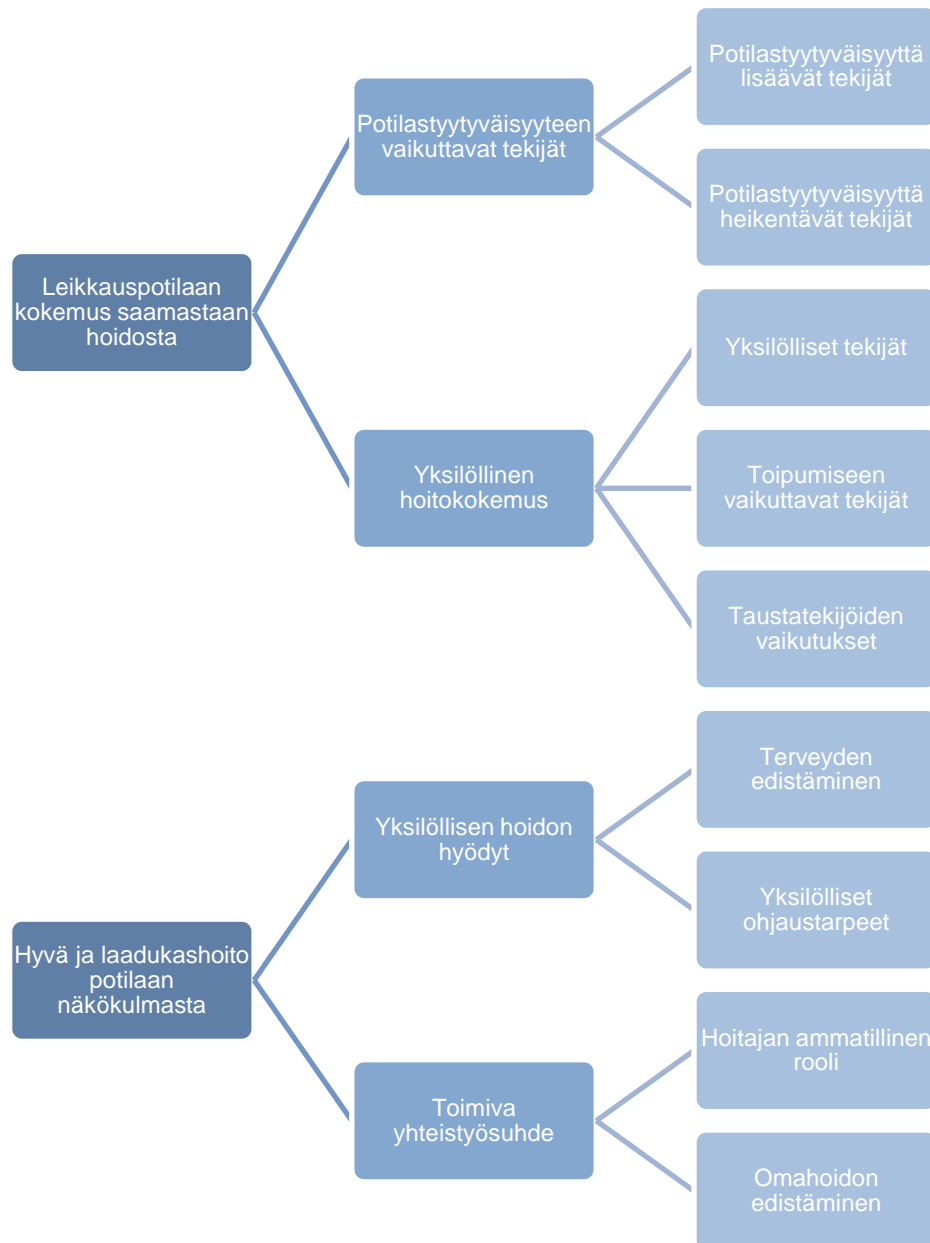 Potilastyytyväisyyttä
lisäävät tekijät
Potilastyytyväisyyteen
vaikuttavat tekijät
Potilastyytyväisyyttä
heikentävät tekijät
Leikkauspotilaan
kokemus saamastaan
hoidosta
Yksilölliset tekijät
Yksilöllinen
hoitokokemus
Toipumiseen
vaikuttavat tekijät
Taustatekijöiden
vaikutukset
Terveyden
edistäminen
Yksilöllisen hoidon
hyödyt
Yksilölliset
ohjaustarpeet
Hyvä ja laadukashoito
potilaan
näkökulmasta
Hoitajan ammatillinen
rooli
Toimiva
yhteistyösuhde
Omahoidon
edistäminen